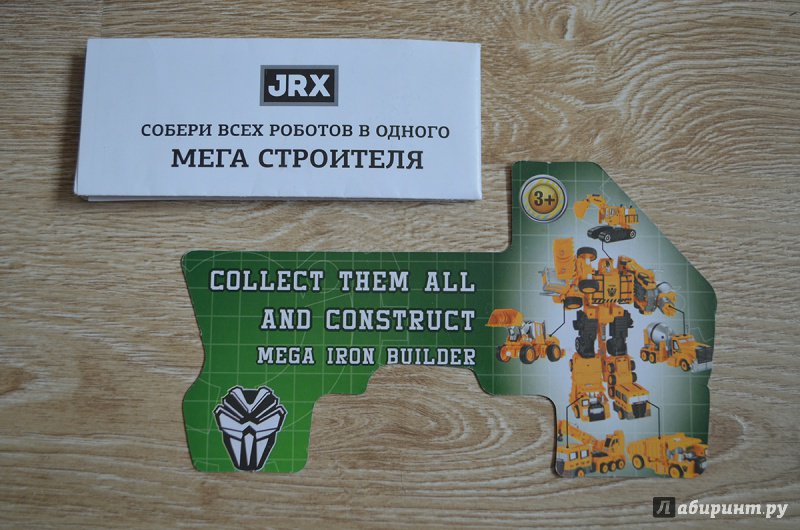 JRX
СОБЕРИ ВСЕХ РОБОТОВ В ОДНОГО
МЕГА СТРОИТЕЛЯ
3+
COLLECT THEM ALL
AND CONSTRUCT
MEGA IRON BUILDER
Лабиринт.ру